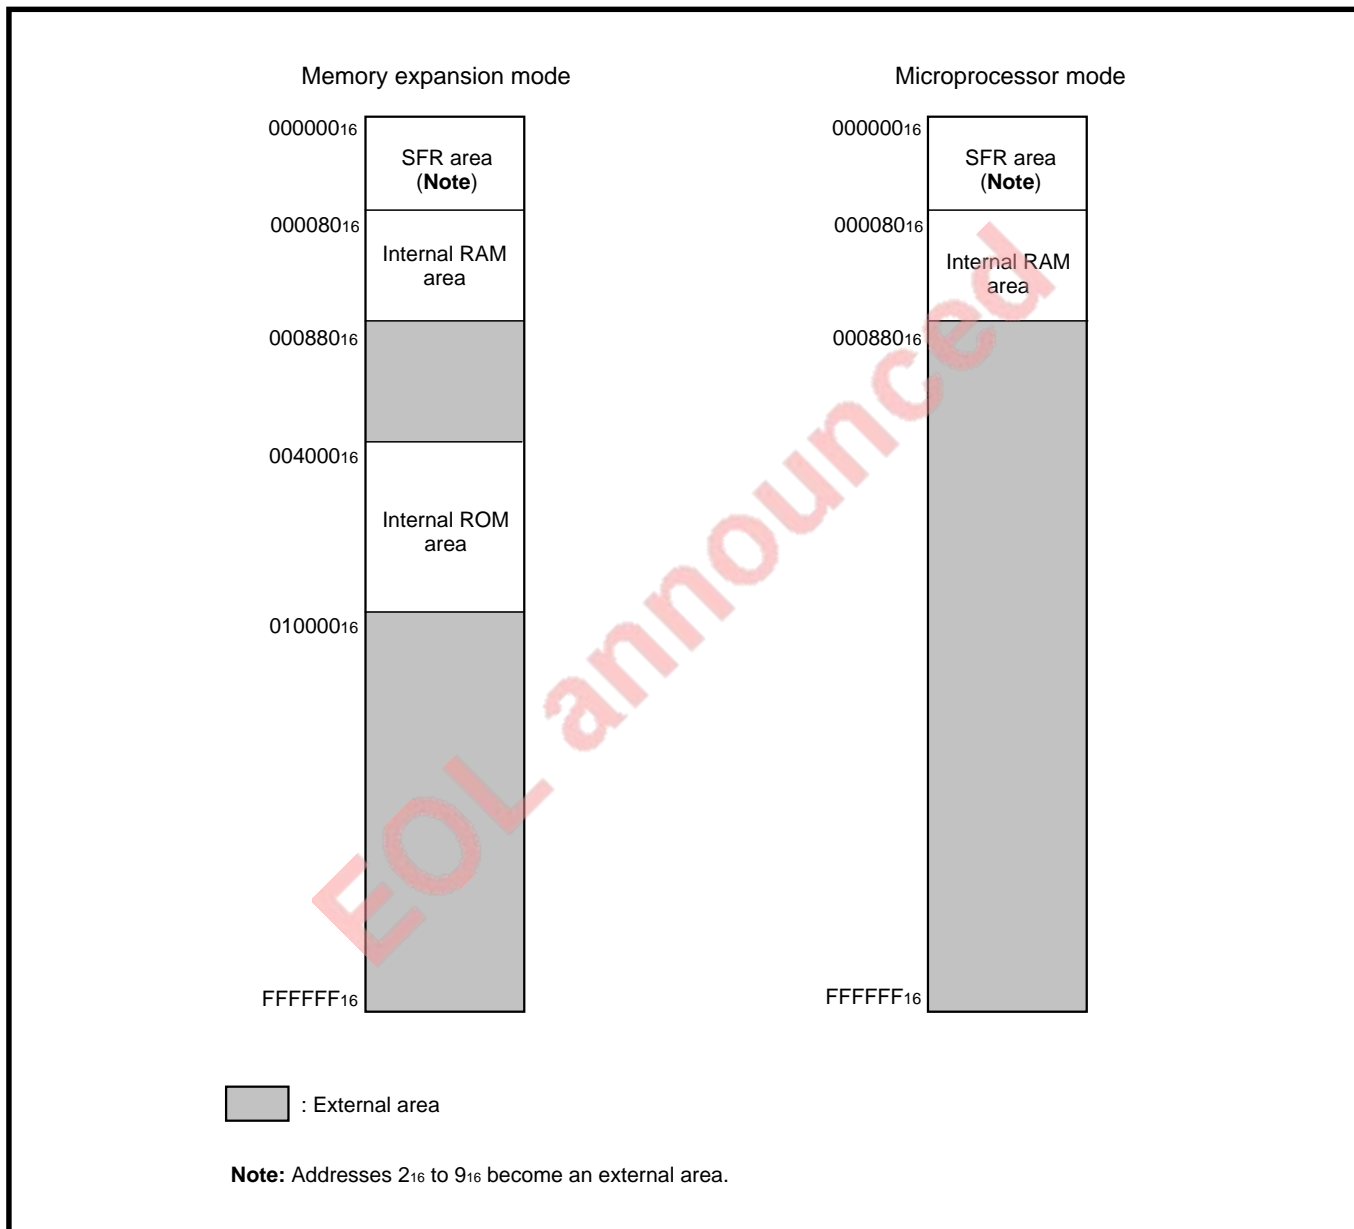 Memory expansion mode
00000016
SFR area
(Note)
00008016
Internal RAM
area
00088016
00400016
Internal ROM
area
01000016
FFFFFF16
Microprocessor mode
00000016
SFR area
(Note)
00008016
Internal RAM
area
00088016
FFFFFF16
EOL announced
: External area
Note: Addresses 216 to 916 become an external area.